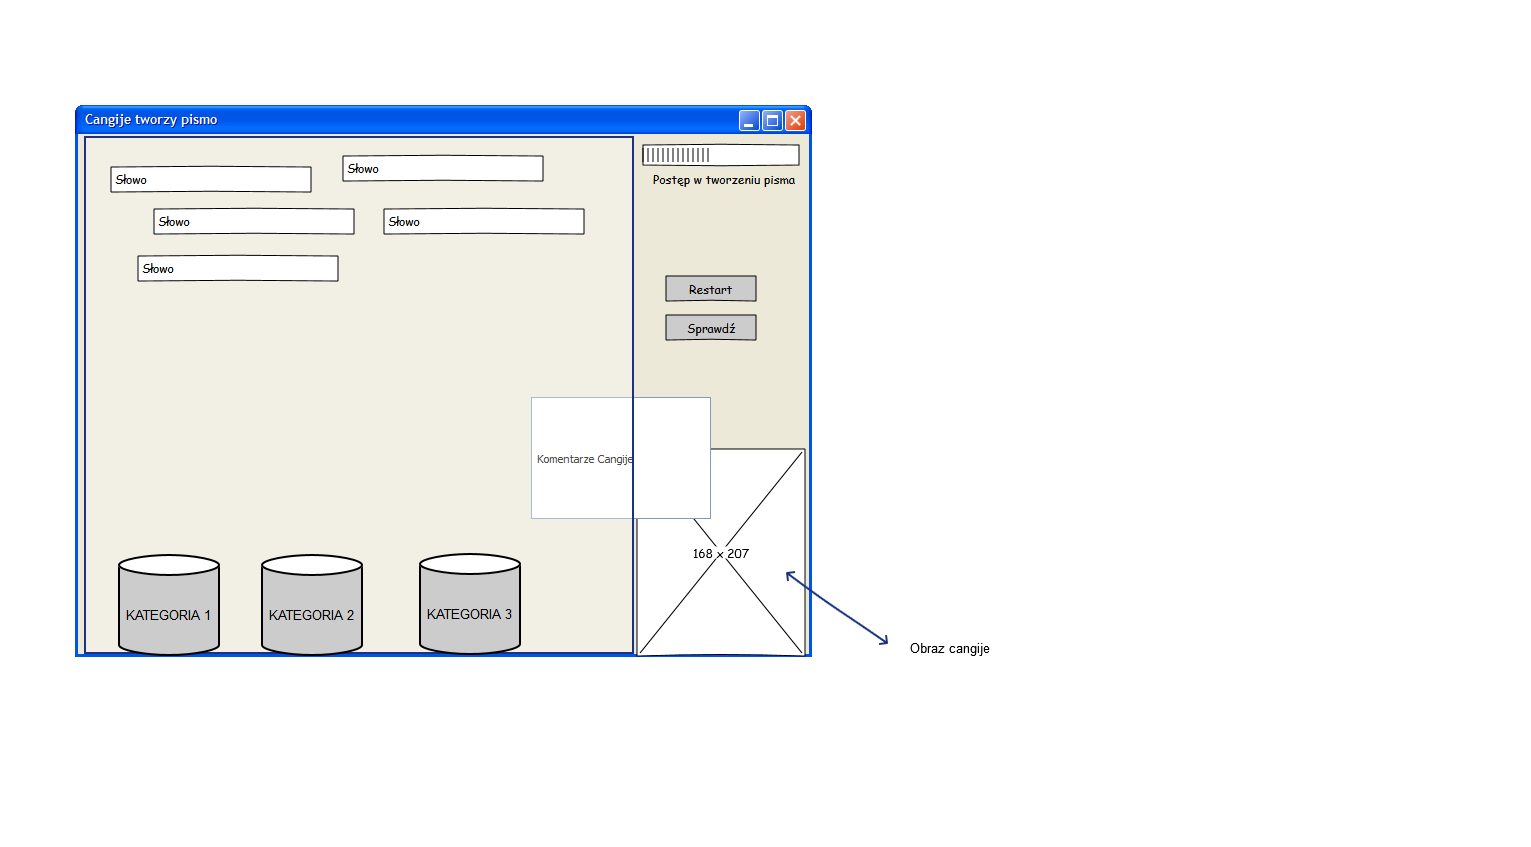 Cangije tworzy pismo
Słowo
Słowo
Słowo
Słowo
Słowo
Postęp w tworzeniu pisma
Restart
Sprawdź
Komentarze Cangije
168 x 207
KATEGORIA 1
KATEGORIA 2
KATEGORIA 3
Obraz cangije